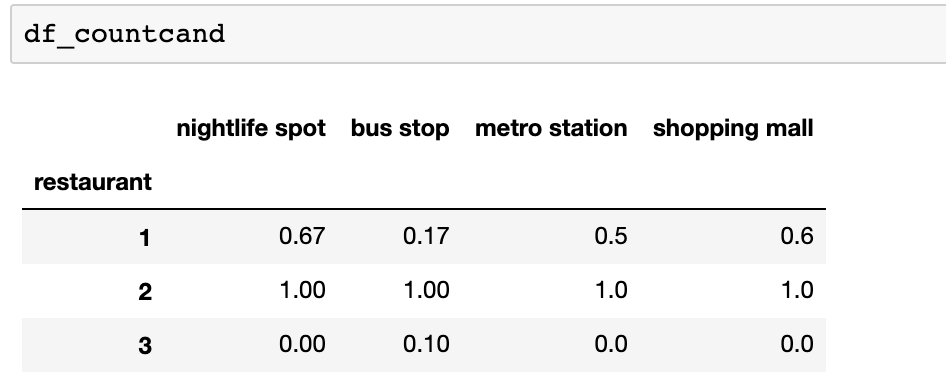 df_countcand
nightlife spot bus stop metro station shopping mall
restaurant
1 0.67 0.17 0.5 0.6
2 1.00 1.00 1.0 1.0
3 0.00 0.10 0.0 0.0